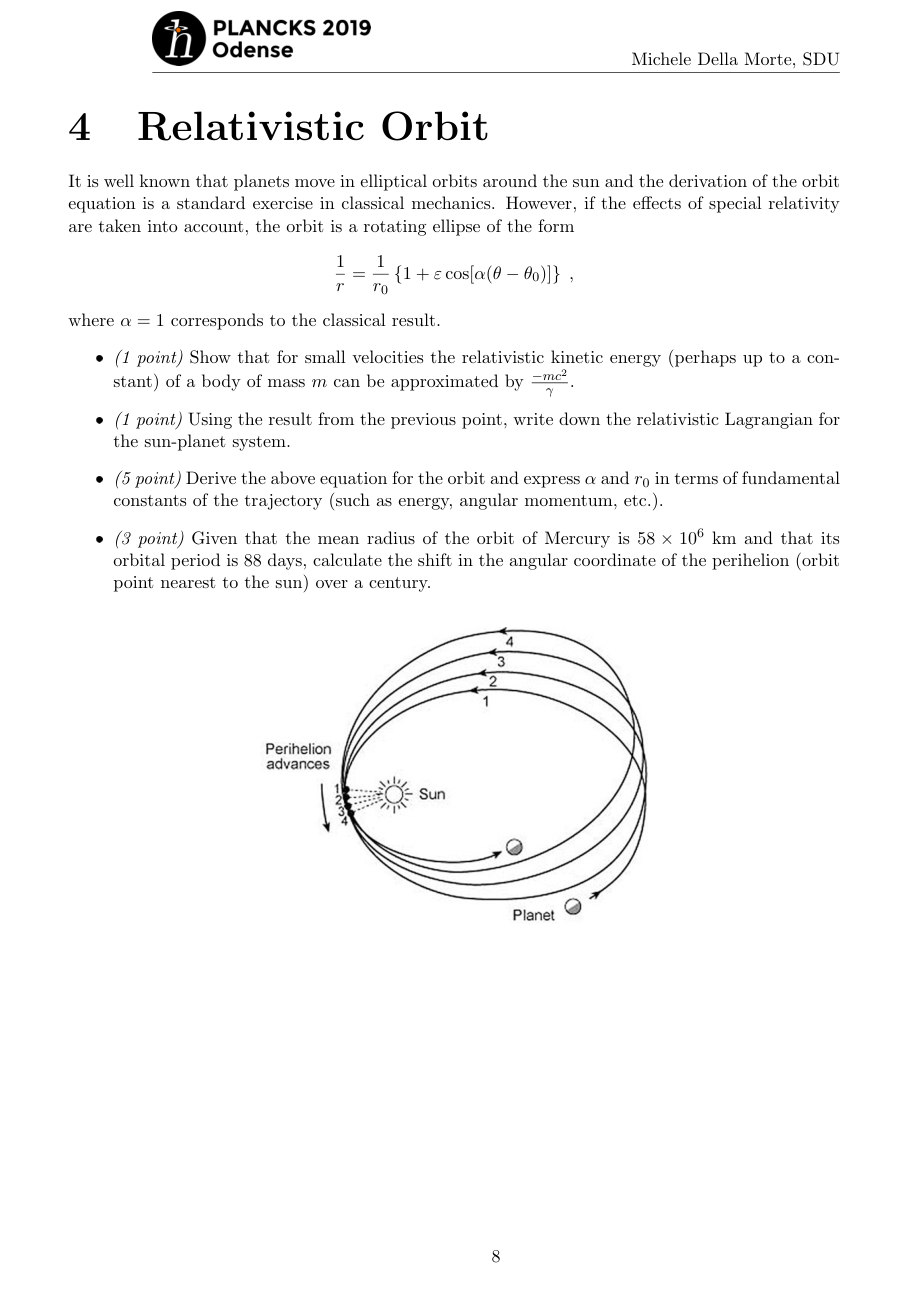 PLANCKS 2019
Odense
Michele Della Morte, SDU
4 Relativistic Orbit
It is well known that planets move in elliptical orbits around the sun and the derivation of the orbit
equation is a standard exercise in classical mechanics. However, if the effects of special relativity
are taken into account, the orbit is a rotating ellipse of the form
1/r = 1/r₀ {1 + ε cos[α(θ − θ₀)]} ,
where α = 1 corresponds to the classical result.
• (1 point) Show that for small velocities the relativistic kinetic energy (perhaps up to a con-
stant) of a body of mass m can be approximated by −mc²/γ.
• (1 point) Using the result from the previous point, write down the relativistic Lagrangian for
the sun-planet system.
• (5 point) Derive the above equation for the orbit and express α and r₀ in terms of fundamental
constants of the trajectory (such as energy, angular momentum, etc.).
• (3 point) Given that the mean radius of the orbit of Mercury is 58 × 10⁶ km and that its
orbital period is 88 days, calculate the shift in the angular coordinate of the perihelion (orbit
point nearest to the sun) over a century.
4
3
2
1
Perihelion
advances
1
2
3
4
Sun
Planet
8